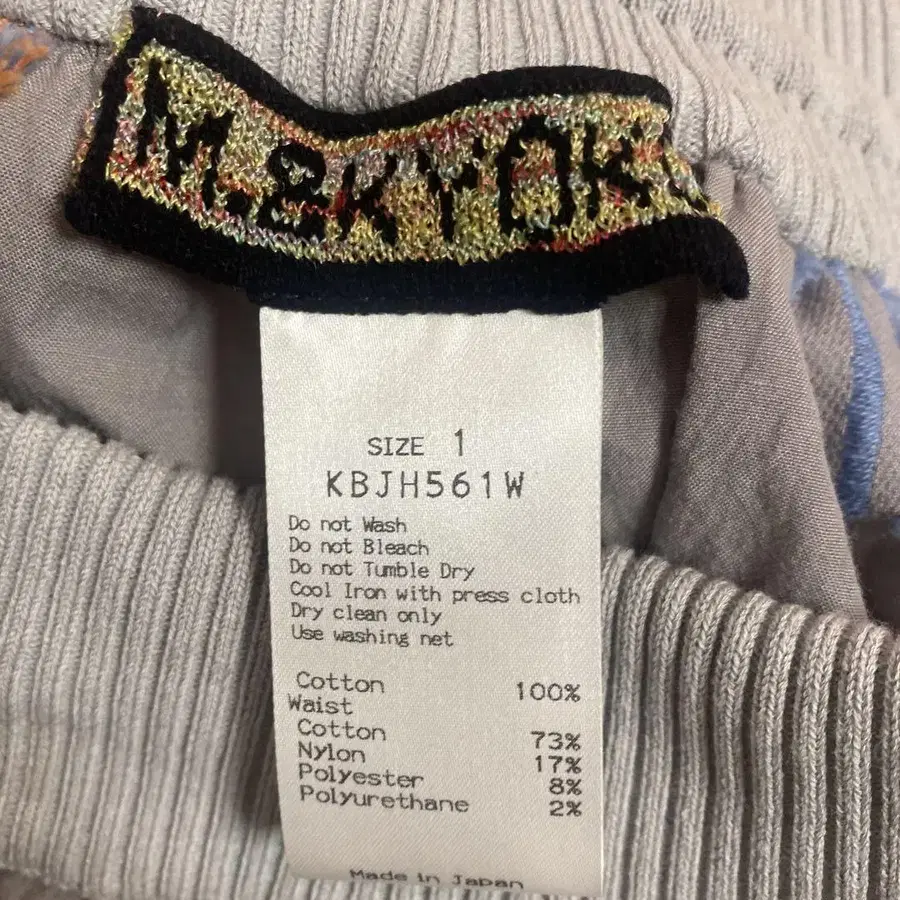 M.&KYOKO
SIZE 1
KBJH561W
Do not Wash
Do not Bleach
Do not Tumble Dry
Cool Iron with press cloth
Dry clean only
Use washing net
Cotton 100%
Waist
Cotton 73%
Nylon 17%
Polyester 8%
Polyurethane 2%
Made in Japan